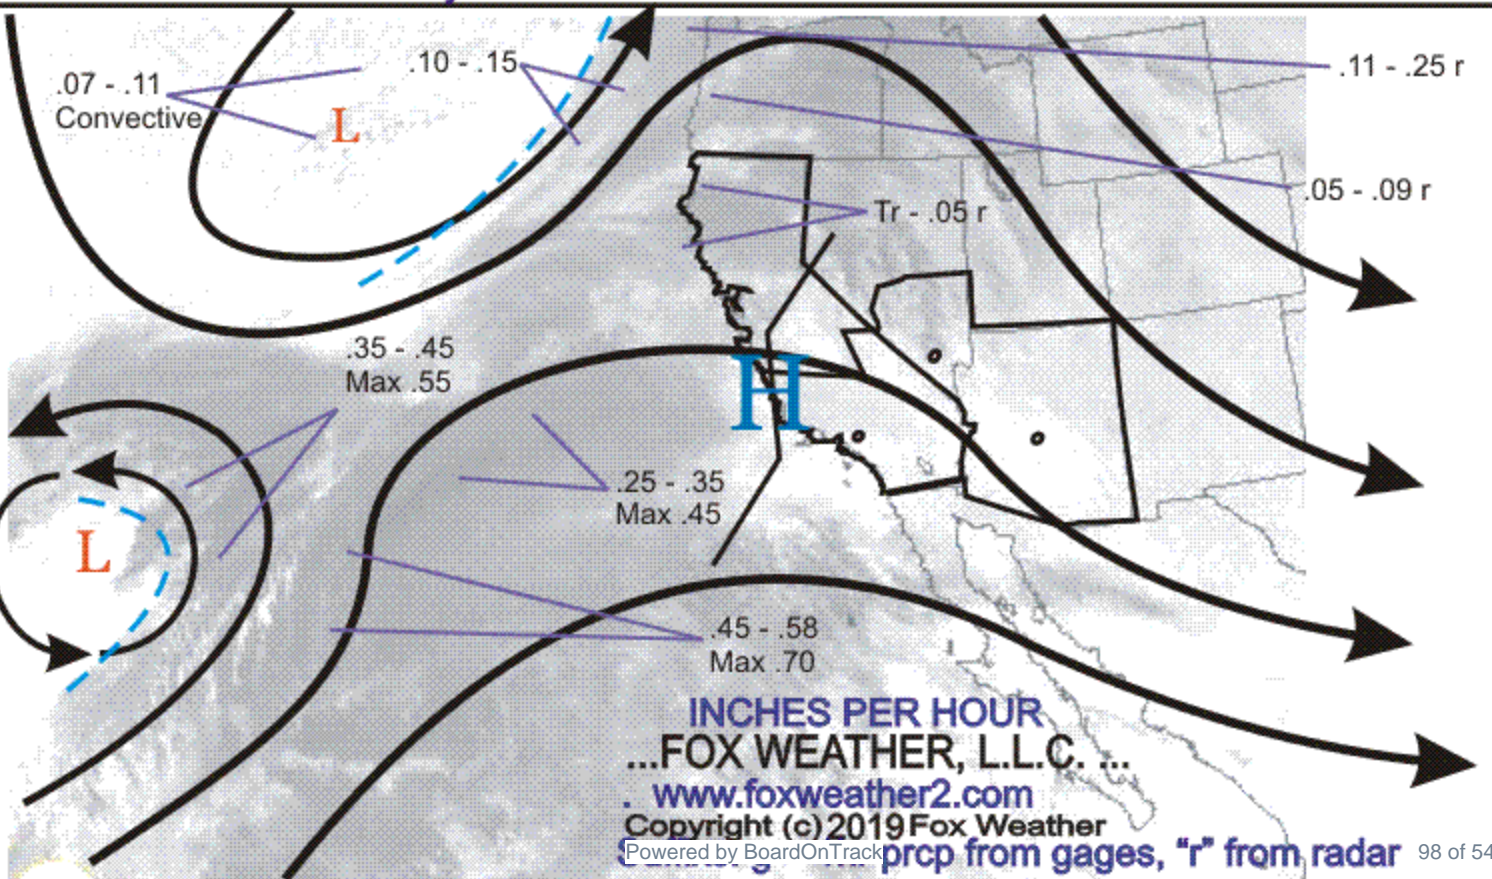 .07 - .11
Convective
.10 - .15
.11 - .25 r
L
.05 - .09 r
Tr - .05 r
.35 - .45
Max .55
H
.25 - .35
Max .45
L
.45 - .58
Max .70
INCHES PER HOUR
...FOX WEATHER, L.L.C. ...
. www.foxweather2.com
Copyright (c)2019 Fox Weather
prcp from gages, “r” from radar
Powered by BoardOnTrack
98 of 54